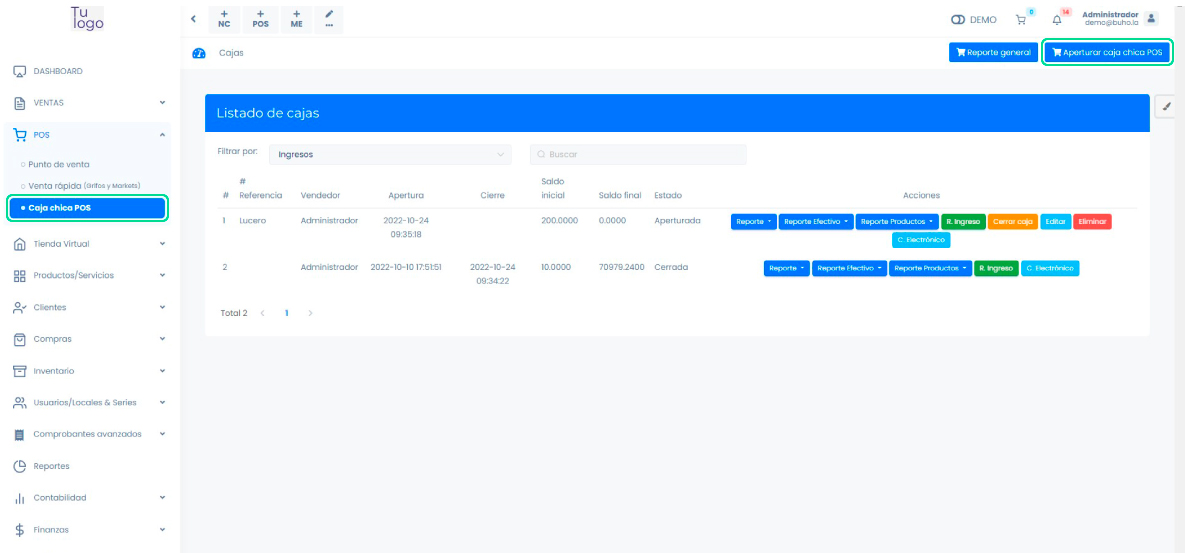 Tu
logo
NC
POS
ME
...
DEMO
0
14
Administrador
demo@buho.la
Cajas
Reporte general
Aperturar caja chica POS
DASHBOARD
VENTAS
POS
Punto de venta
Venta rápida (Grifos y Markets)
Caja chica POS
Tienda Virtual
Productos/Servicios
Clientes
Compras
Inventario
Usuarios/Locales & Series
Comprobantes avanzados
Reportes
Contabilidad
Finanzas
Listado de cajas
Filtrar por: Ingresos Buscar
# # Referencia Vendedor Apertura Cierre Saldo inicial Saldo final Estado Acciones
1 Lucero Administrador 2022-10-24 09:35:18 200.0000 0.0000 Aperturada Reporte Reporte Efectivo Reporte Productos R. Ingreso Cerrar caja Editar Eliminar
C. Electrónico
2 Administrador 2022-10-10 17:51:51 2022-10-24 09:34:22 10.0000 70979.2400 Cerrada Reporte Reporte Efectivo Reporte Productos R. Ingreso C. Electrónico
Total 2 < 1 >